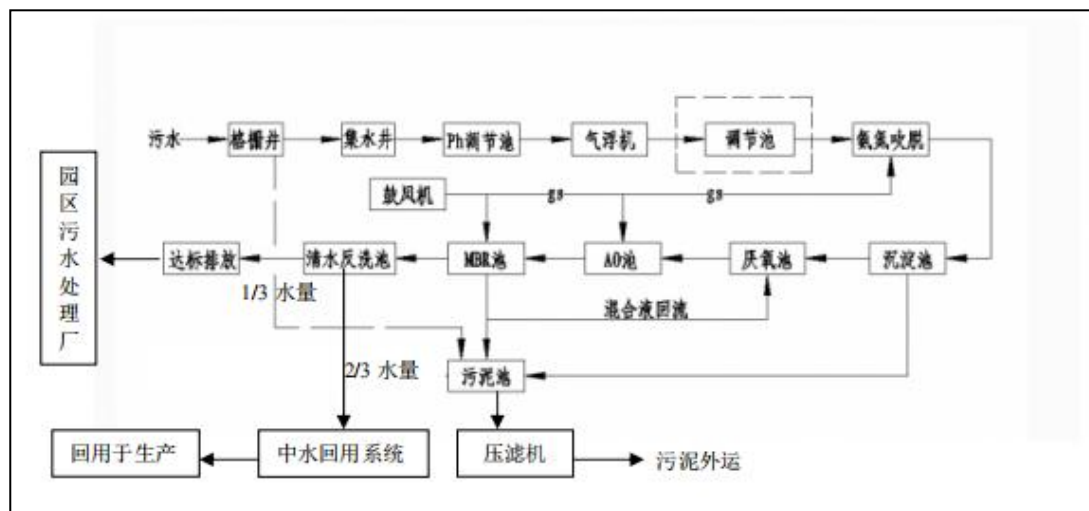 污水
格栅井
集水井
Ph调节池
气浮机
调节池
氨氮吹脱
鼓风机
gs
gs
园区污水处理厂
达标排放
清水反洗池
MBR池
AO池
厌氧池
沉淀池
1/3 水量
混合液回流
2/3 水量
污泥池
回用于生产
中水回用系统
压滤机
污泥外运